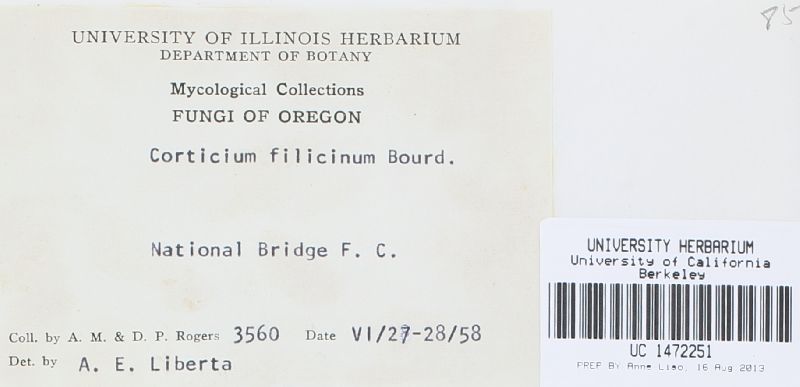 UNIVERSITY OF ILLINOIS HERBARIUM
DEPARTMENT OF BOTANY
Mycological Collections
FUNGI OF OREGON
Corticium filicinum Bourd.
National Bridge F. C.
Coll. by A. M. & D. P. Rogers 3560 Date VI/27-28/58
Det. by A. E. Liberta
85
UNIVERSITY HERBARIUM
University of California
Berkeley
UC 1472251
PREP BY Anne Liao, 16 Aug 2013